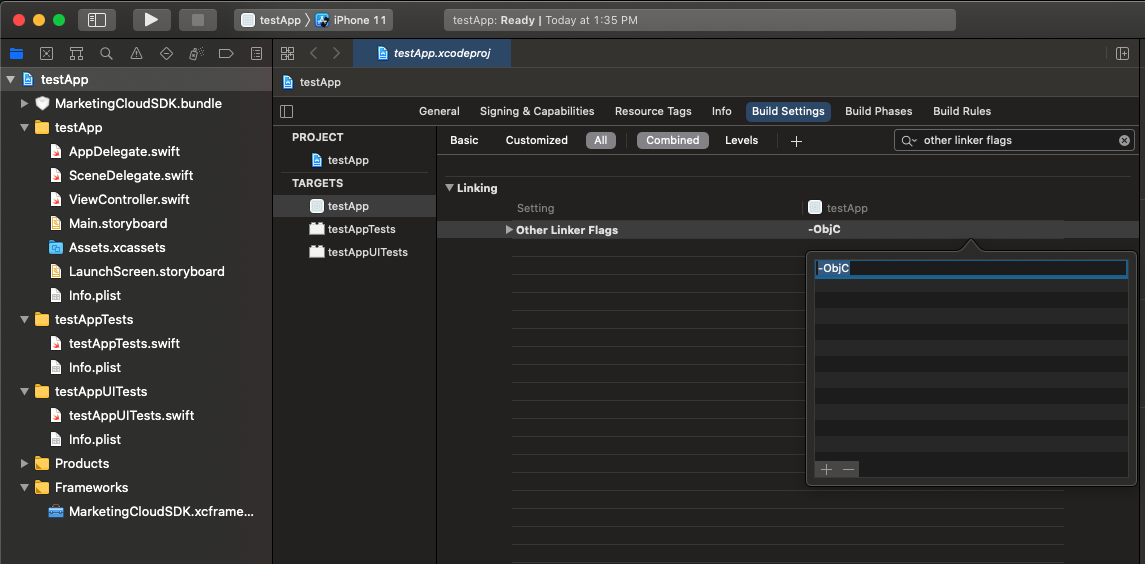 testApp
iPhone 11
testApp: Ready | Today at 1:35 PM
testApp.xcodeproj
testApp
MarketingCloudSDK.bundle
testApp
AppDelegate.swift
SceneDelegate.swift
ViewController.swift
Main.storyboard
Assets.xcassets
LaunchScreen.storyboard
Info.plist
testAppTests
testAppTests.swift
Info.plist
testAppUITests
testAppUITests.swift
Info.plist
Products
Frameworks
MarketingCloudSDK.xcframe...
testApp
General Signing & Capabilities Resource Tags Info Build Settings Build Phases Build Rules
PROJECT
testApp
TARGETS
testApp
testAppTests
testAppUITests
Basic Customized All Combined Levels + other linker flags
Linking
Setting testApp
Other Linker Flags -ObjC
-ObjC